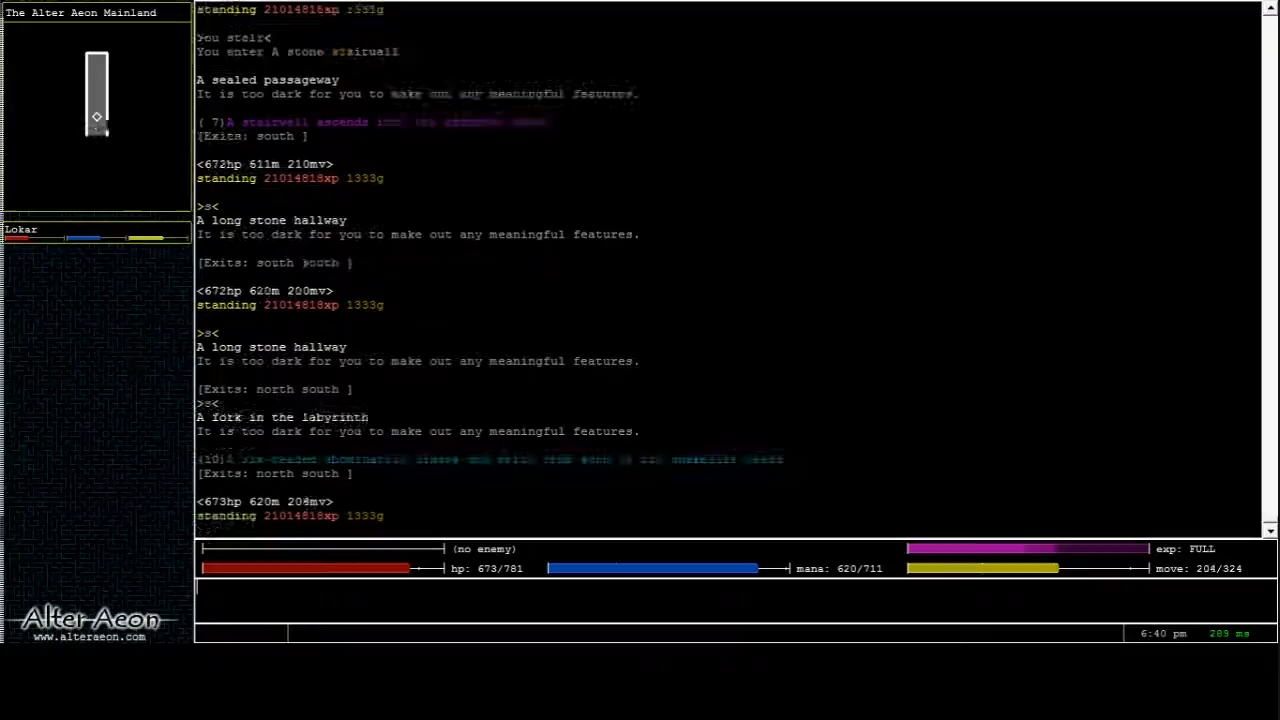 The Alter Aeon Mainland
Lokar
standing 21014818xp 1333g
You enter A stone
A sealed passageway
It is too dark for you to make out any meaningful features.
( 7)A stairwell ascends
[Exits: south ]
<672hp 611m 210mv>
standing 21014818xp 1333g
>s<
A long stone hallway
It is too dark for you to make out any meaningful features.
[Exits: south
<672hp 620m 200mv>
standing 21014818xp 1333g
>s<
A long stone hallway
It is too dark for you to make out any meaningful features.
[Exits: north south ]
>s<
A fork in the labyrinth
It is too dark for you to make out any meaningful features.
[Exits: north south ]
<673hp 620m 204mv>
standing 21014818xp 1333g
(no enemy)
exp: FULL
hp: 673/781
mana: 620/711
move: 204/324
Alter Aeon
www.alteraeon.com
6:40 pm
289 ms